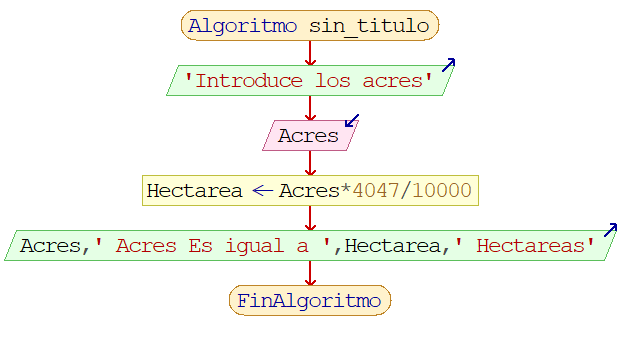 Algoritmo sin_titulo
'Introduce los acres'
Acres
Hectarea ← Acres*4047/10000
Acres,' Acres Es igual a ',Hectarea,' Hectareas'
FinAlgoritmo